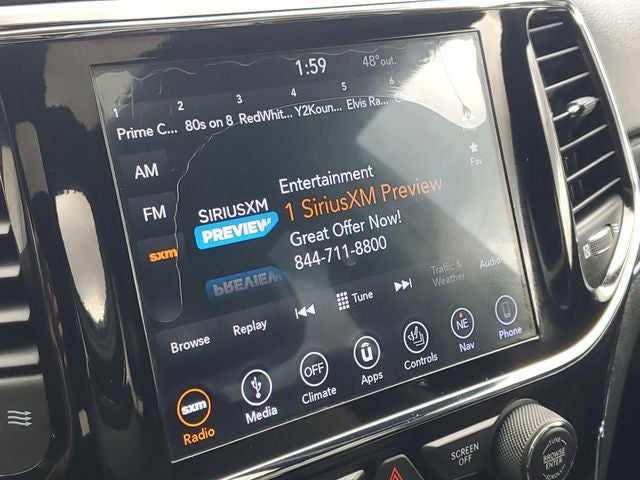 1:59 48° out.
1 2 3 4 5 6
Prime C... 80s on 8 RedWhit... Y2Koun... Elvis Ra...
AM
FM
sxm
Fav
Entertainment
1 SiriusXM Preview
Great Offer Now!
844-711-8800
SIRIUSXM
PREVIEW
PREVIEW
Browse Replay Tune Traffic & Weather Audio
sxm OFF NE
Radio Media Climate Apps Controls Nav Phone
SCREEN
OFF
TUNE
BROWSE
ENTER